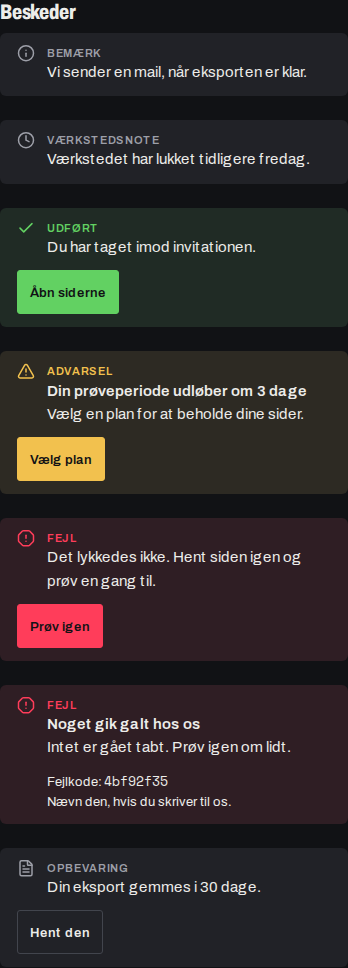 Beskeder
BEMÆRK
Vi sender en mail, når eksporten er klar.
VÆRKSTEDSNOTE
Værkstedet har lukket tidligere fredag.
UDFØRT
Du har taget imod invitationen.
Åbn siderne
ADVARSEL
Din prøveperiode udløber om 3 dage
Vælg en plan for at beholde dine sider.
Vælg plan
FEJL
Det lykkedes ikke. Hent siden igen og
prøv en gang til.
Prøv igen
FEJL
Noget gik galt hos os
Intet er gået tabt. Prøv igen om lidt.
Fejlkode: 4bf92f35
Nævn den, hvis du skriver til os.
OPBEVARING
Din eksport gemmes i 30 dage.
Hent den